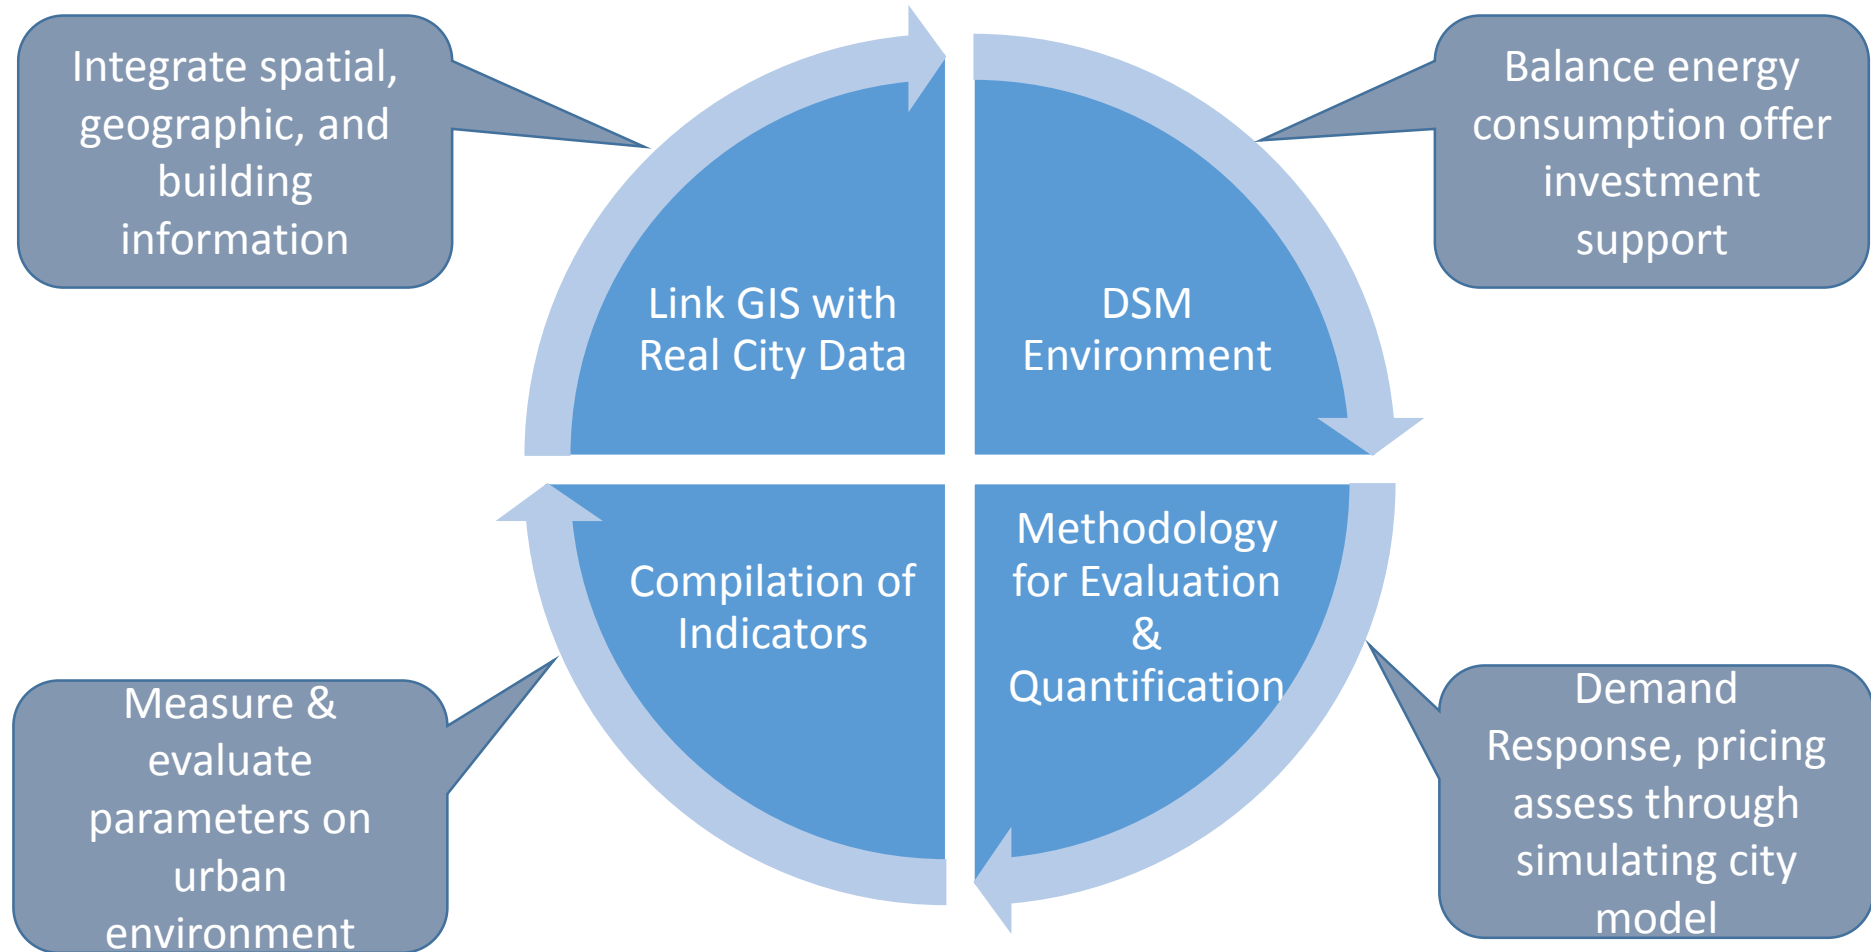 Integrate spatial,
geographic, and
building
information
Balance energy
consumption offer
investment
support
Link GIS with
Real City Data
DSM
Environment
Compilation of
Indicators
Methodology
for Evaluation
&
Quantification
Measure &
evaluate
parameters on
urban
environment
Demand
Response, pricing
assess through
simulating city
model